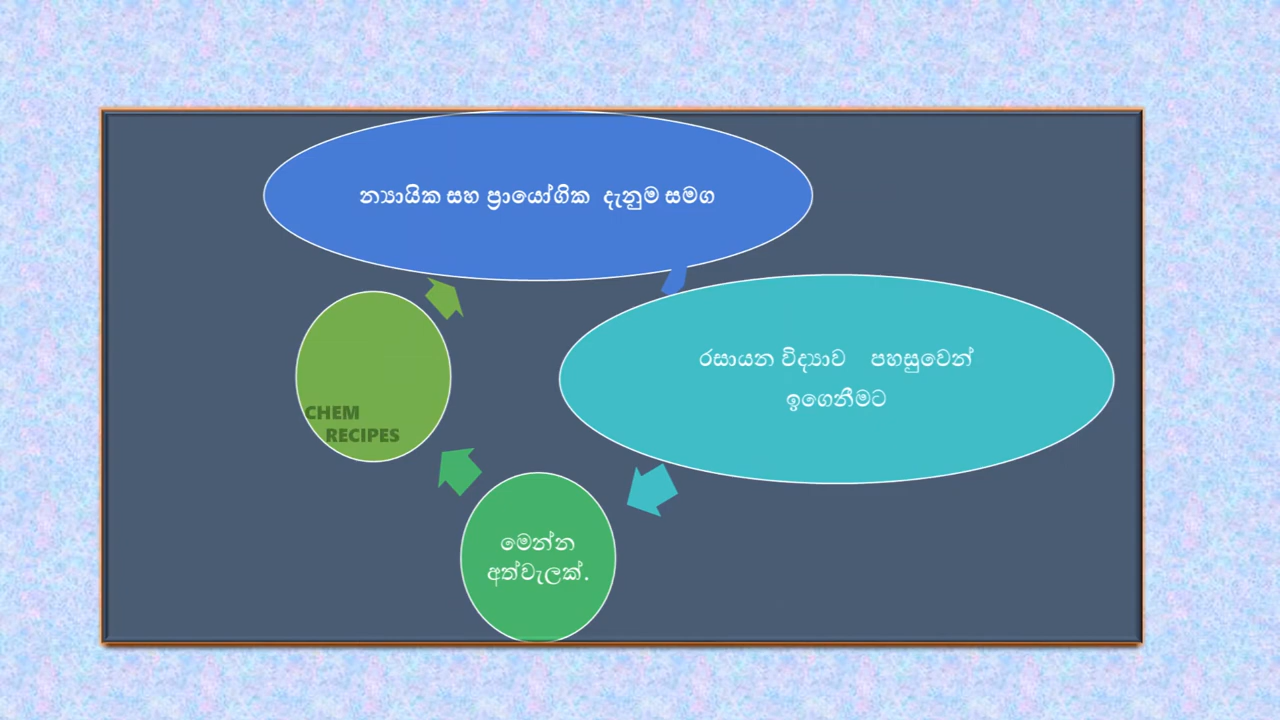 න්‍යායික සහ ප්‍රායෝගික දැනුම සමග
රසායන විද්‍යාව පහසුවෙන්
ඉගෙනීමට
මෙන්න
අත්වැලක්.
CHEM
RECIPES